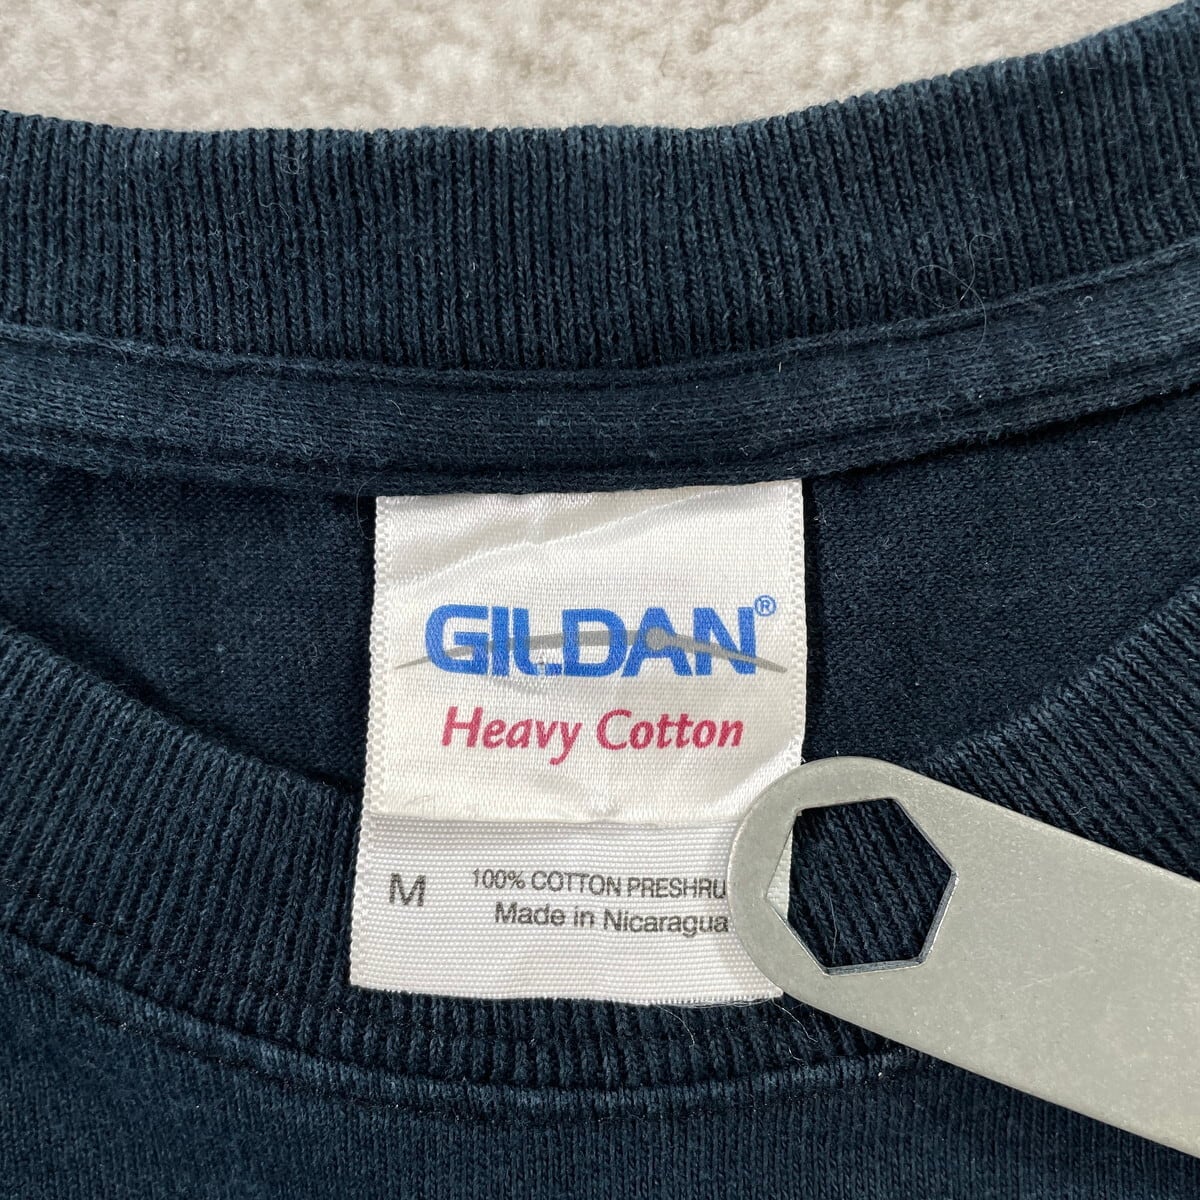 GILDAN®
Heavy Cotton
M 100% COTTON PRESHRU
Made in Nicaragua